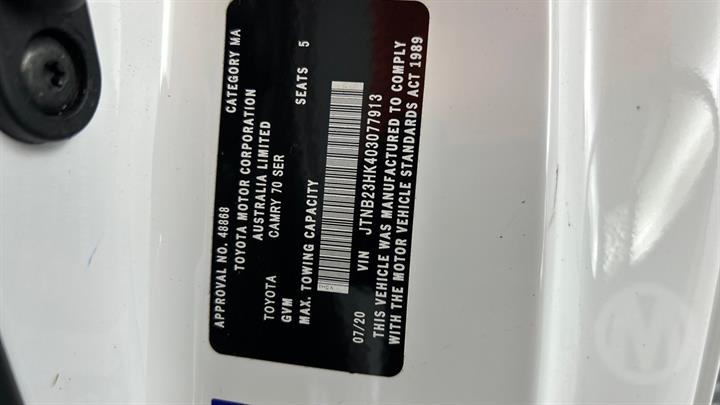 APPROVAL NO. 48868 CATEGORY MA
TOYOTA MOTOR CORPORATION
AUSTRALIA LIMITED
TOYOTA CAMRY 70 SER
GVM SEATS 5
MAX. TOWING CAPACITY
07/20 VIN JTNB23HK403077913
THIS VEHICLE WAS MANUFACTURED TO COMPLY
WITH THE MOTOR VEHICLE STANDARDS ACT 1989
M